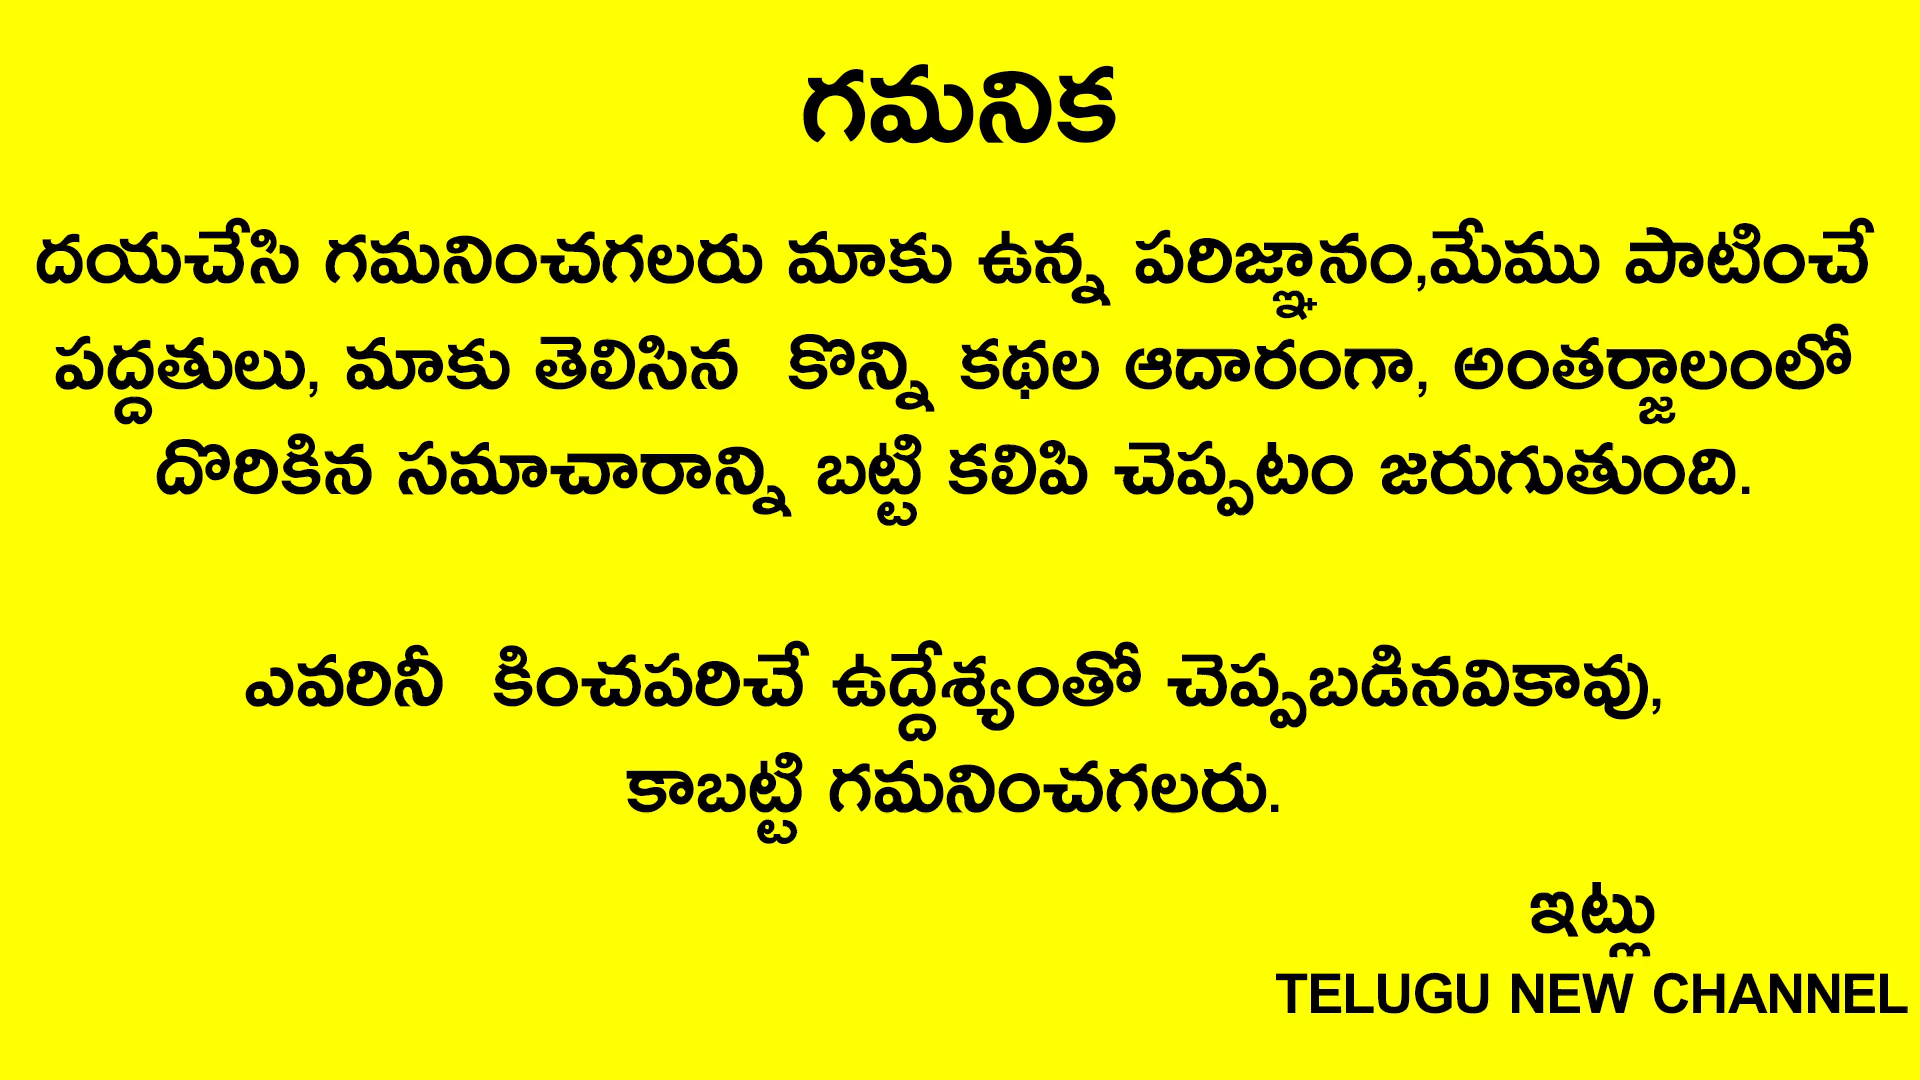 గమనిక
దయచేసి గమనించగలరు మాకు ఉన్న పరిజ్ఞానం,మేము పాటించే
పద్దతులు, మాకు తెలిసిన కొన్ని కథల ఆదారంగా, అంతర్జాలంలో
దొరికిన సమాచారాన్ని బట్టి కలిపి చెప్పటం జరుగుతుంది.
ఎవరినీ కించపరిచే ఉద్దేశ్యంతో చెప్పబడినవికావు,
కాబట్టి గమనించగలరు.
ఇట్లు
TELUGU NEW CHANNEL